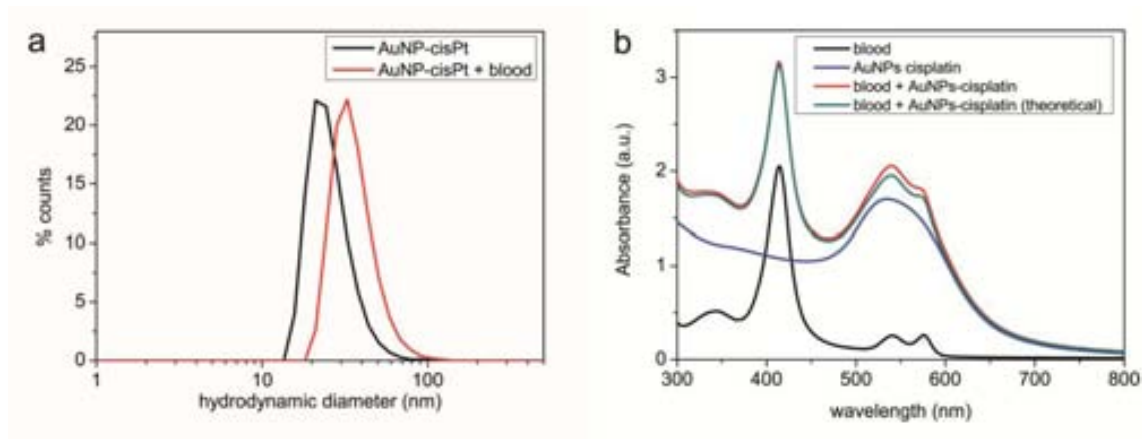 a
AuNP-cisPt
AuNP-cisPt + blood
25
20
15
10
5
0
% counts
1
10
100
hydrodynamic diameter (nm)
b
blood
AuNPs cisplatin
blood + AuNPs-cisplatin
blood + AuNPs-cisplatin (theoretical)
3
2
1
0
Absorbance (a.u.)
300
400
500
600
700
800
wavelength (nm)